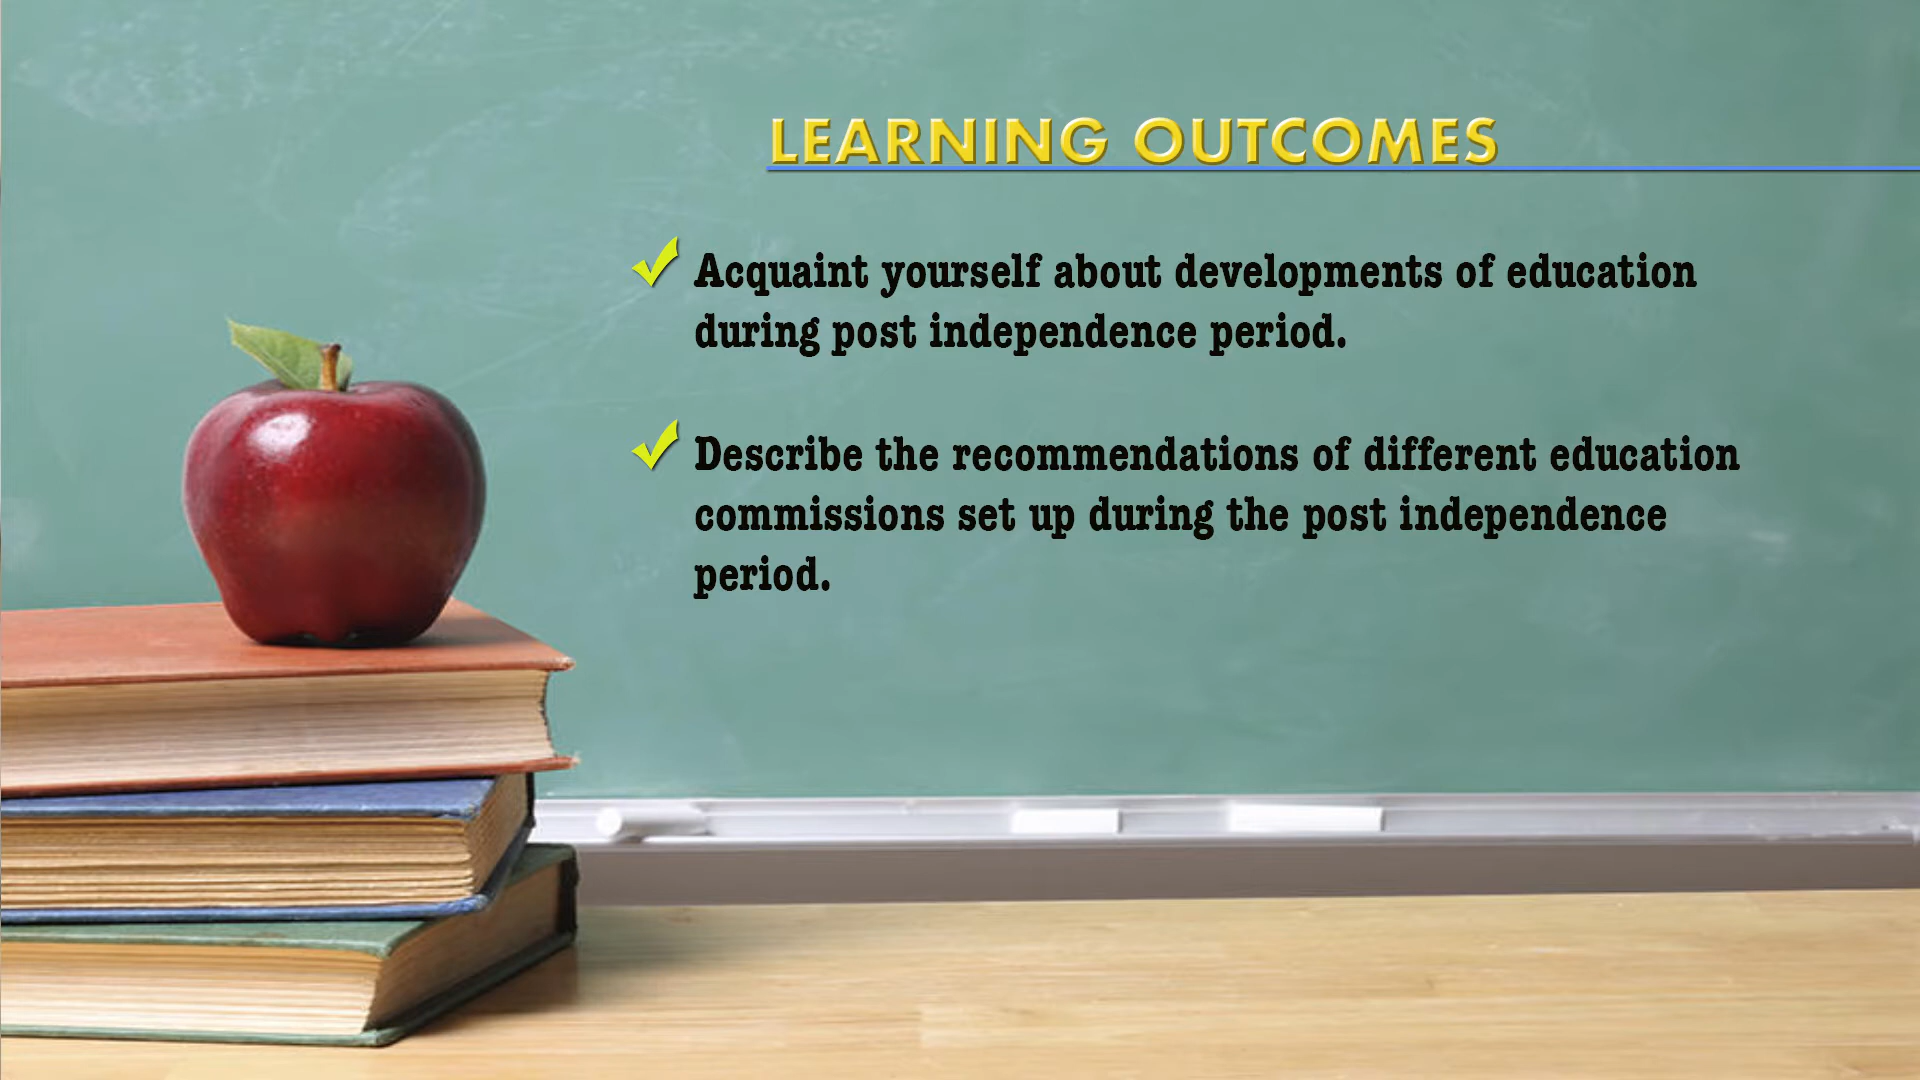 LEARNING OUTCOMES
Acquaint yourself about developments of education
during post independence period.
Describe the recommendations of different education
commissions set up during the post independence
period.